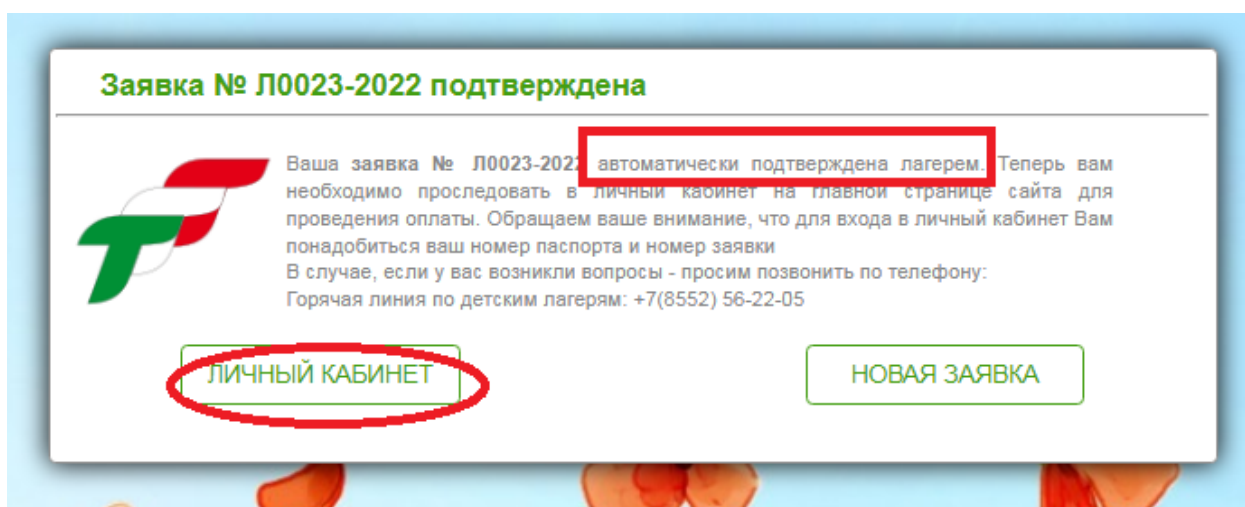 Заявка № Л0023-2022 подтверждена
Ваша заявка № Л0023-2022 автоматически подтверждена лагерем. Теперь вам
необходимо проследовать в личный кабинет на главной странице сайта для
проведения оплаты. Обращаем ваше внимание, что для входа в личный кабинет Вам
понадобиться ваш номер паспорта и номер заявки
В случае, если у вас возникли вопросы - просим позвонить по телефону:
Горячая линия по детским лагерям: +7(8552) 56-22-05
ЛИЧНЫЙ КАБИНЕТ
НОВАЯ ЗАЯВКА